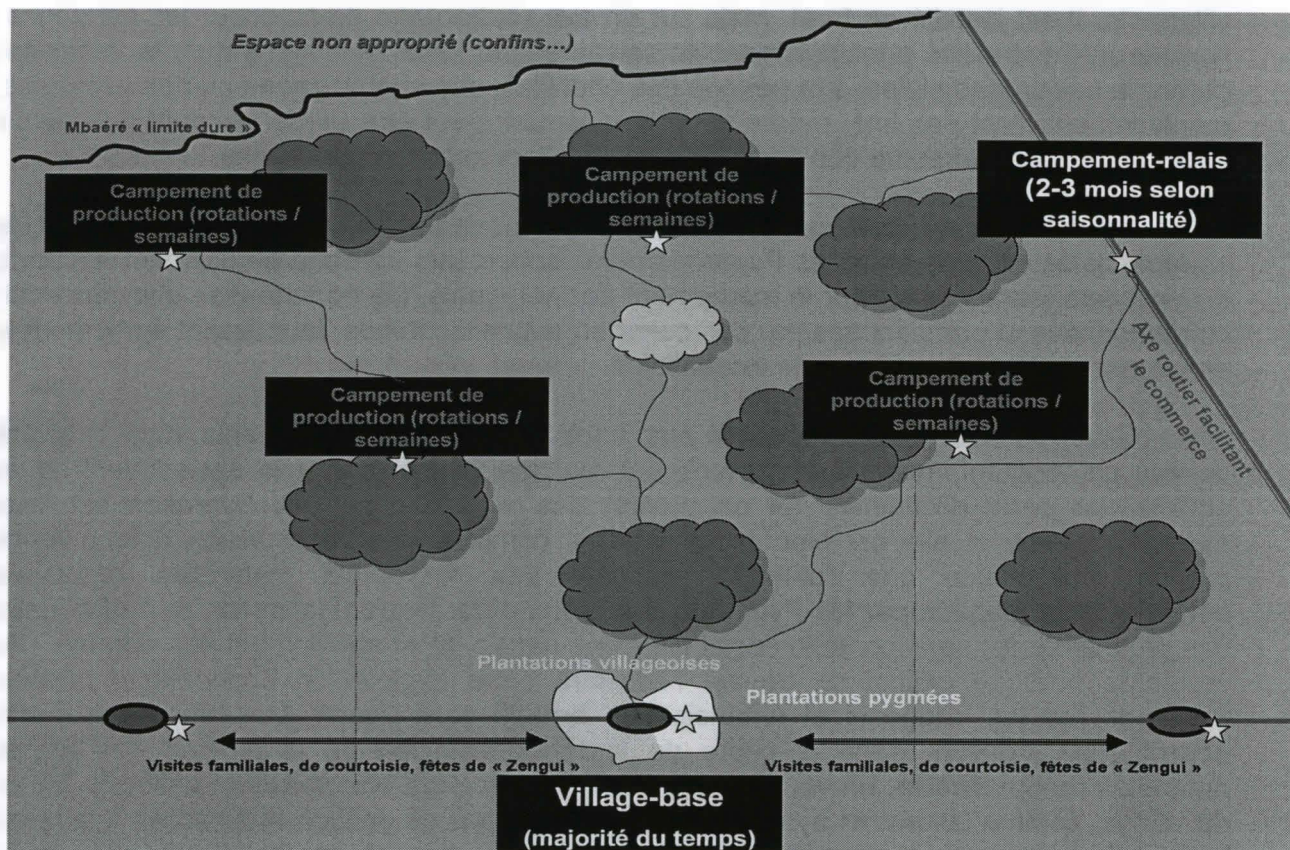 Espace non approprié (confins...)
Mbaéré « limite dure »
Campement de
production (rotations /
semaines)
Campement de
production (rotations /
semaines)
Campement-relais
(2-3 mois selon
saisonnalité)
Axe routier facilitant
le commerce
Campement de
production (rotations /
semaines)
Campement de
production (rotations /
semaines)
Plantations villageoises
Plantations pygmées
Visites familiales, de courtoisie, fêtes de « Zengui »
Visites familiales, de courtoisie, fêtes de « Zengui »
Village-base
(majorité du temps)